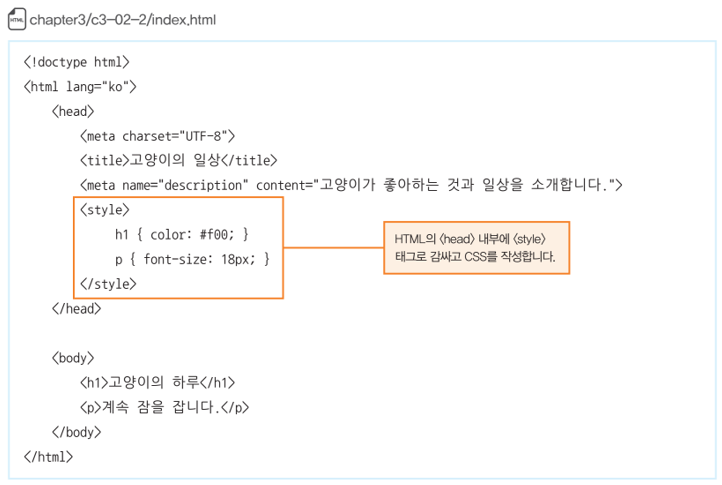 HTML chapter3/c3-02-2/index.html
<!doctype html>
<html lang="ko">
<head>
<meta charset="UTF-8">
<title>고양이의 일상</title>
<meta name="description" content="고양이가 좋아하는 것과 일상을 소개합니다.">
<style>
h1 { color: #f00; }
p { font-size: 18px; }
</style>
HTML의 <head> 내부에 <style>
태그로 감싸고 CSS를 작성합니다.
</head>
<body>
<h1>고양이의 하루</h1>
<p>계속 잠을 잡니다.</p>
</body>
</html>